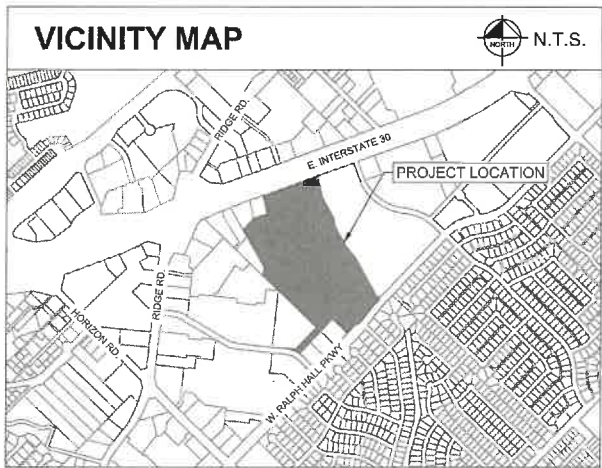 VICINITY MAP
NORTH
N.T.S.
RIDGE RD.
E. INTERSTATE 30
PROJECT LOCATION
HORIZON RD.
RIDGE RD.
W. RALPH HALL PKWY